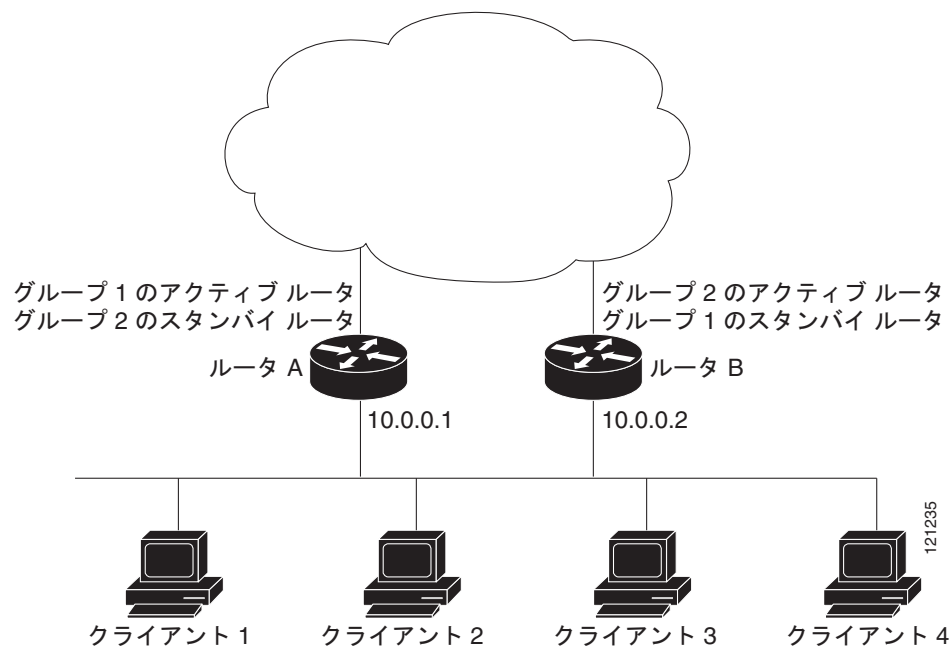 グループ 1 のアクティブ ルータ
グループ 2 のスタンバイ ルータ
グループ 2 のアクティブ ルータ
グループ 1 のスタンバイ ルータ
ルータ A
ルータ B
10.0.0.1
10.0.0.2
121235
クライアント 1
クライアント 2
クライアント 3
クライアント 4